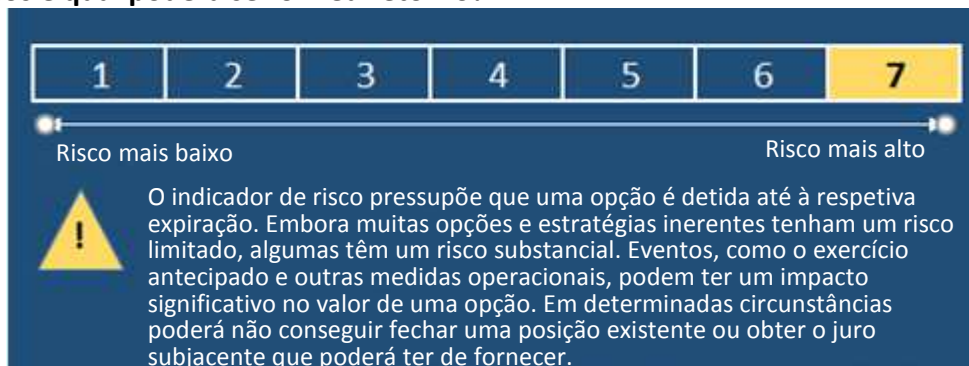 1 2 3 4 5 6 7
Risco mais baixo Risco mais alto
! O indicador de risco pressupõe que uma opção é detida até à respetiva
expiração. Embora muitas opções e estratégias inerentes tenham um risco
limitado, algumas têm um risco substancial. Eventos, como o exercício
antecipado e outras medidas operacionais, podem ter um impacto
significativo no valor de uma opção. Em determinadas circunstâncias
poderá não conseguir fechar uma posição existente ou obter o juro
subjacente que poderá ter de fornecer.